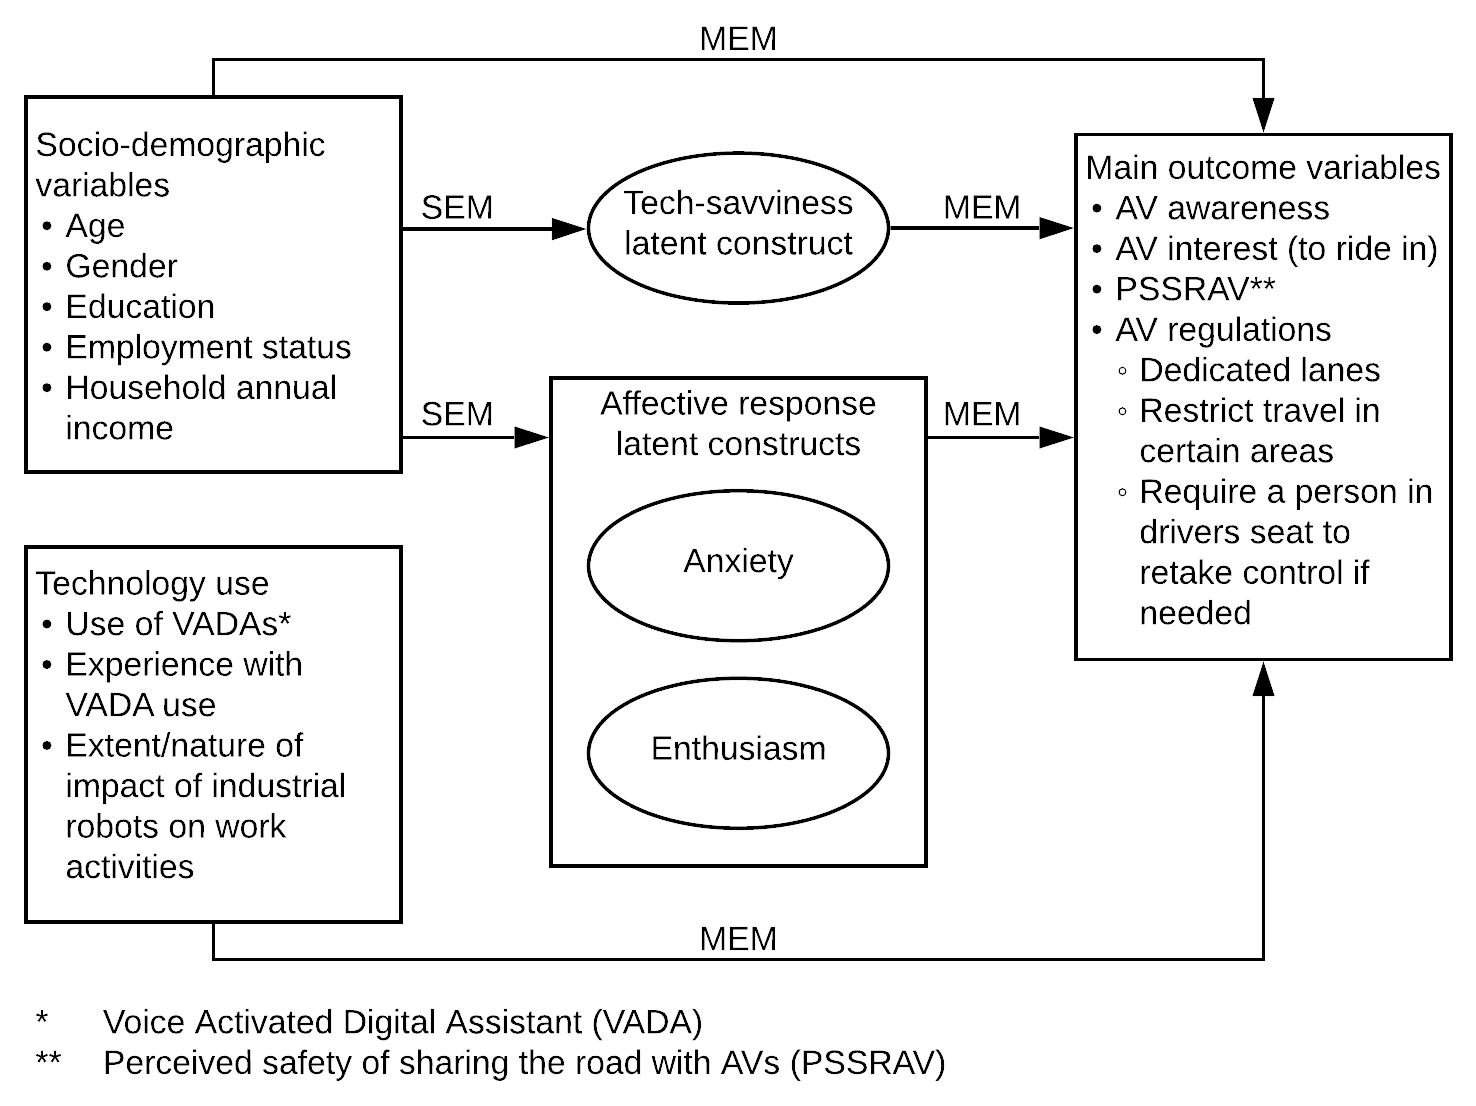 MEM
Socio-demographic
variables
• Age
• Gender
• Education
• Employment status
• Household annual
income
SEM
SEM
Tech-savviness
latent construct
MEM
MEM
Affective response
latent constructs
Anxiety
Enthusiasm
Main outcome variables
• AV awareness
• AV interest (to ride in)
• PSSRAV**
• AV regulations
◦ Dedicated lanes
◦ Restrict travel in
certain areas
◦ Require a person in
drivers seat to
retake control if
needed
Technology use
• Use of VADAs*
• Experience with
VADA use
• Extent/nature of
impact of industrial
robots on work
activities
MEM
* Voice Activated Digital Assistant (VADA)
** Perceived safety of sharing the road with AVs (PSSRAV)